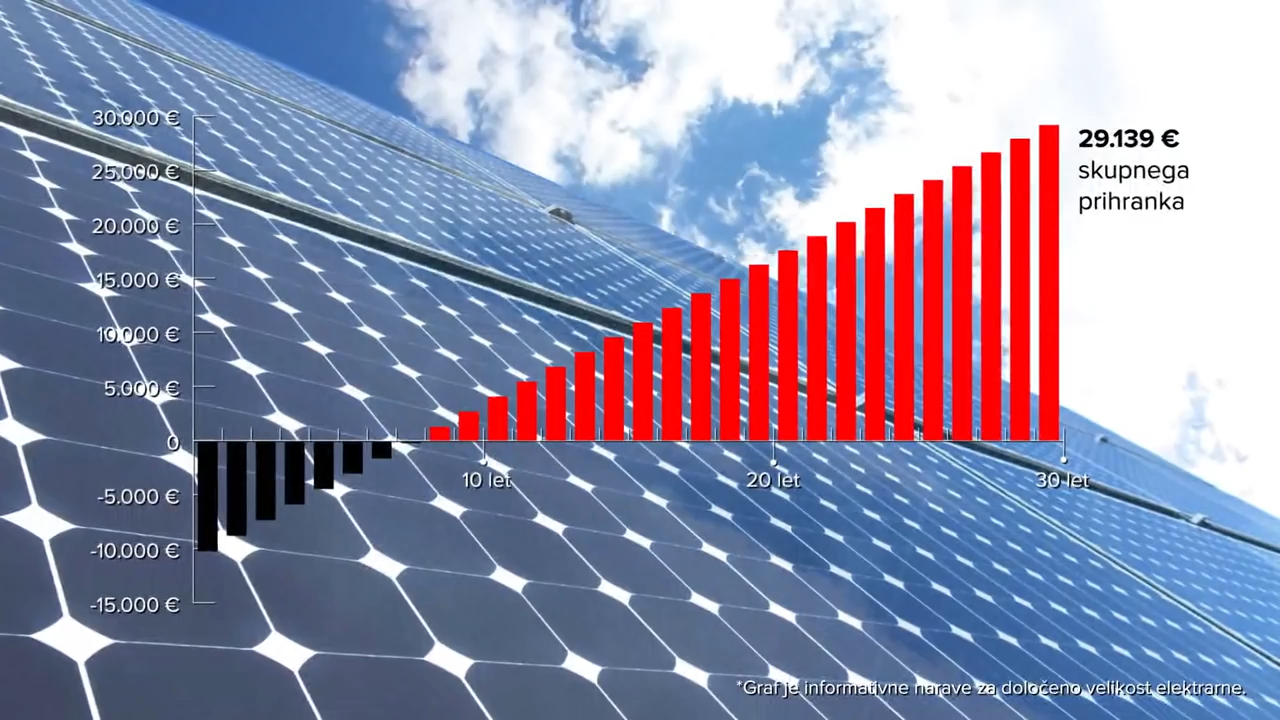 30.000 €
25.000 €
20.000 €
15.000 €
10.000 €
5.000 €
0
-5.000 €
-10.000 €
-15.000 €
10 let
20 let
30 let
29.139 €
skupnega
prihranka
*Graf je informativne narave za določeno velikost elektrarne.